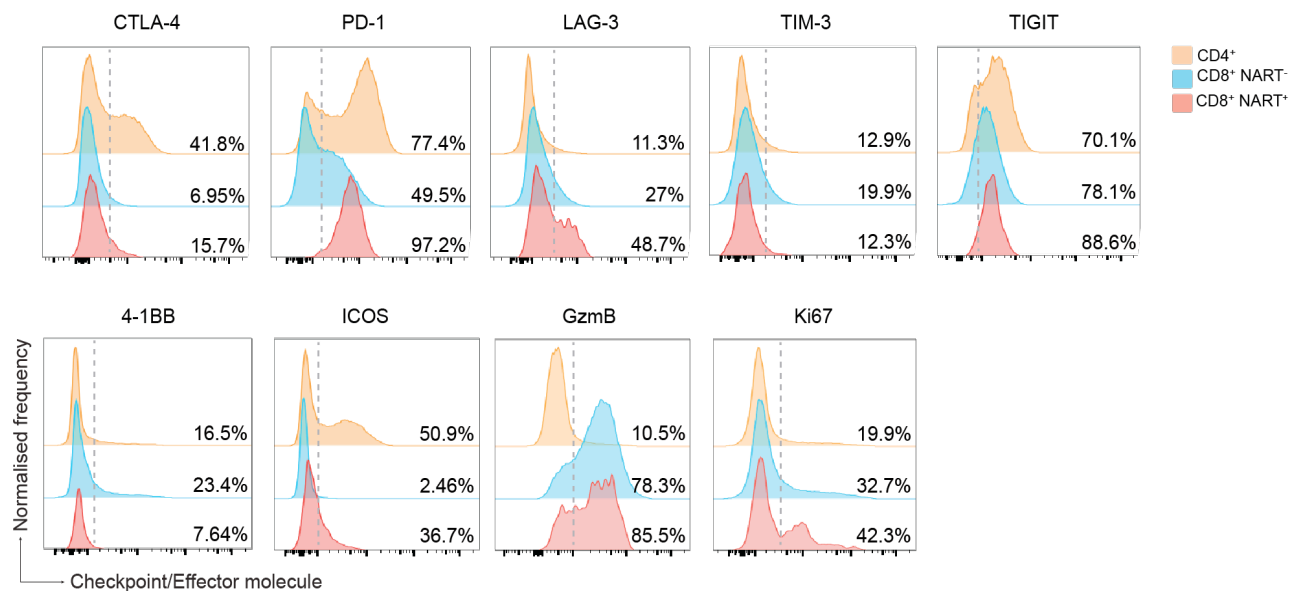 CTLA-4
PD-1
LAG-3
TIM-3
TIGIT
41.8%
6.95%
15.7%
77.4%
49.5%
97.2%
11.3%
27%
48.7%
12.9%
19.9%
12.3%
70.1%
78.1%
88.6%
CD4⁺
CD8⁺ NART⁻
CD8⁺ NART⁺
4-1BB
ICOS
GzmB
Ki67
16.5%
23.4%
7.64%
50.9%
2.46%
36.7%
10.5%
78.3%
85.5%
19.9%
32.7%
42.3%
Normalised frequency
Checkpoint/Effector molecule